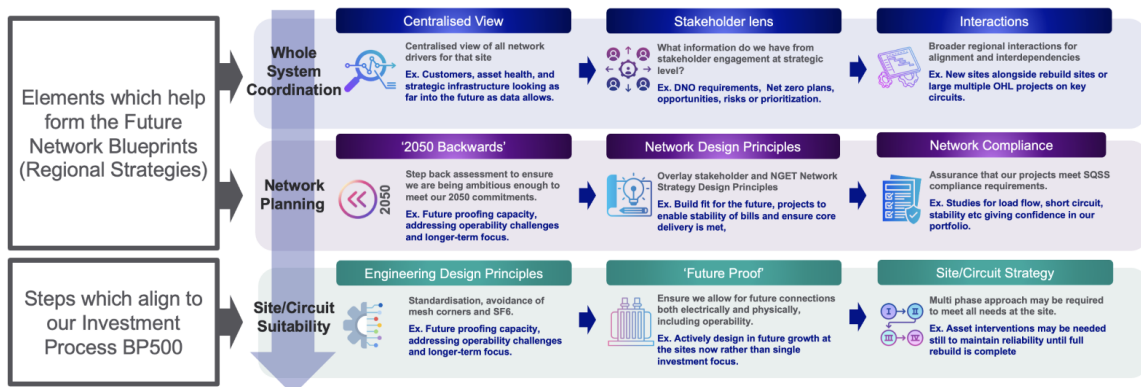 Elements which help
form the Future
Network Blueprints
(Regional Strategies)
Steps which align to
our Investment
Process BP500
Whole
System
Coordination
Centralised View
Centralised view of all network
drivers for that site
Ex. Customers, asset health, and
strategic infrastructure looking as
far into the future as data allows.
Stakeholder lens
What information do we have from
stakeholder engagement at strategic
level?
Ex. DNO requirements,  Net zero plans,
opportunities, risks or prioritization.
Interactions
Broader regional interactions for
alignment and interdependencies
Ex. New sites alongside rebuild sites or
large multiple OHL projects on key
circuits.
Network
Planning
'2050 Backwards'
2050
Step back assessment to ensure
we are being ambitious enough to
meet our 2050 commitments.
Ex. Future proofing capacity,
addressing operability challenges
and longer-term focus.
Network Design Principles
Overlay stakeholder and NGET Network
Strategy Design Principles
Ex. Build fit for the future, projects to
enable stability of bills and ensure core
delivery is met,
Network Compliance
Assurance that our projects meet SQSS
compliance requirements.
Ex. Studies for load flow, short circuit,
stability etc giving confidence in our
portfolio.
Site/Circuit
Suitability
Engineering Design Principles
Standardisation, avoidance of
mesh corners and SF6.
Ex. Future proofing capacity,
addressing operability challenges
and longer-term focus.
'Future Proof'
Ensure we allow for future connections
both electrically and physically,
including operability.
Ex. Actively design in future growth at
the sites now rather than single
investment focus.
Site/Circuit Strategy
I II
III IV
Multi phase approach may be required
to meet all needs at the site.
Ex. Asset interventions may be needed
still to maintain reliability until full
rebuild is complete